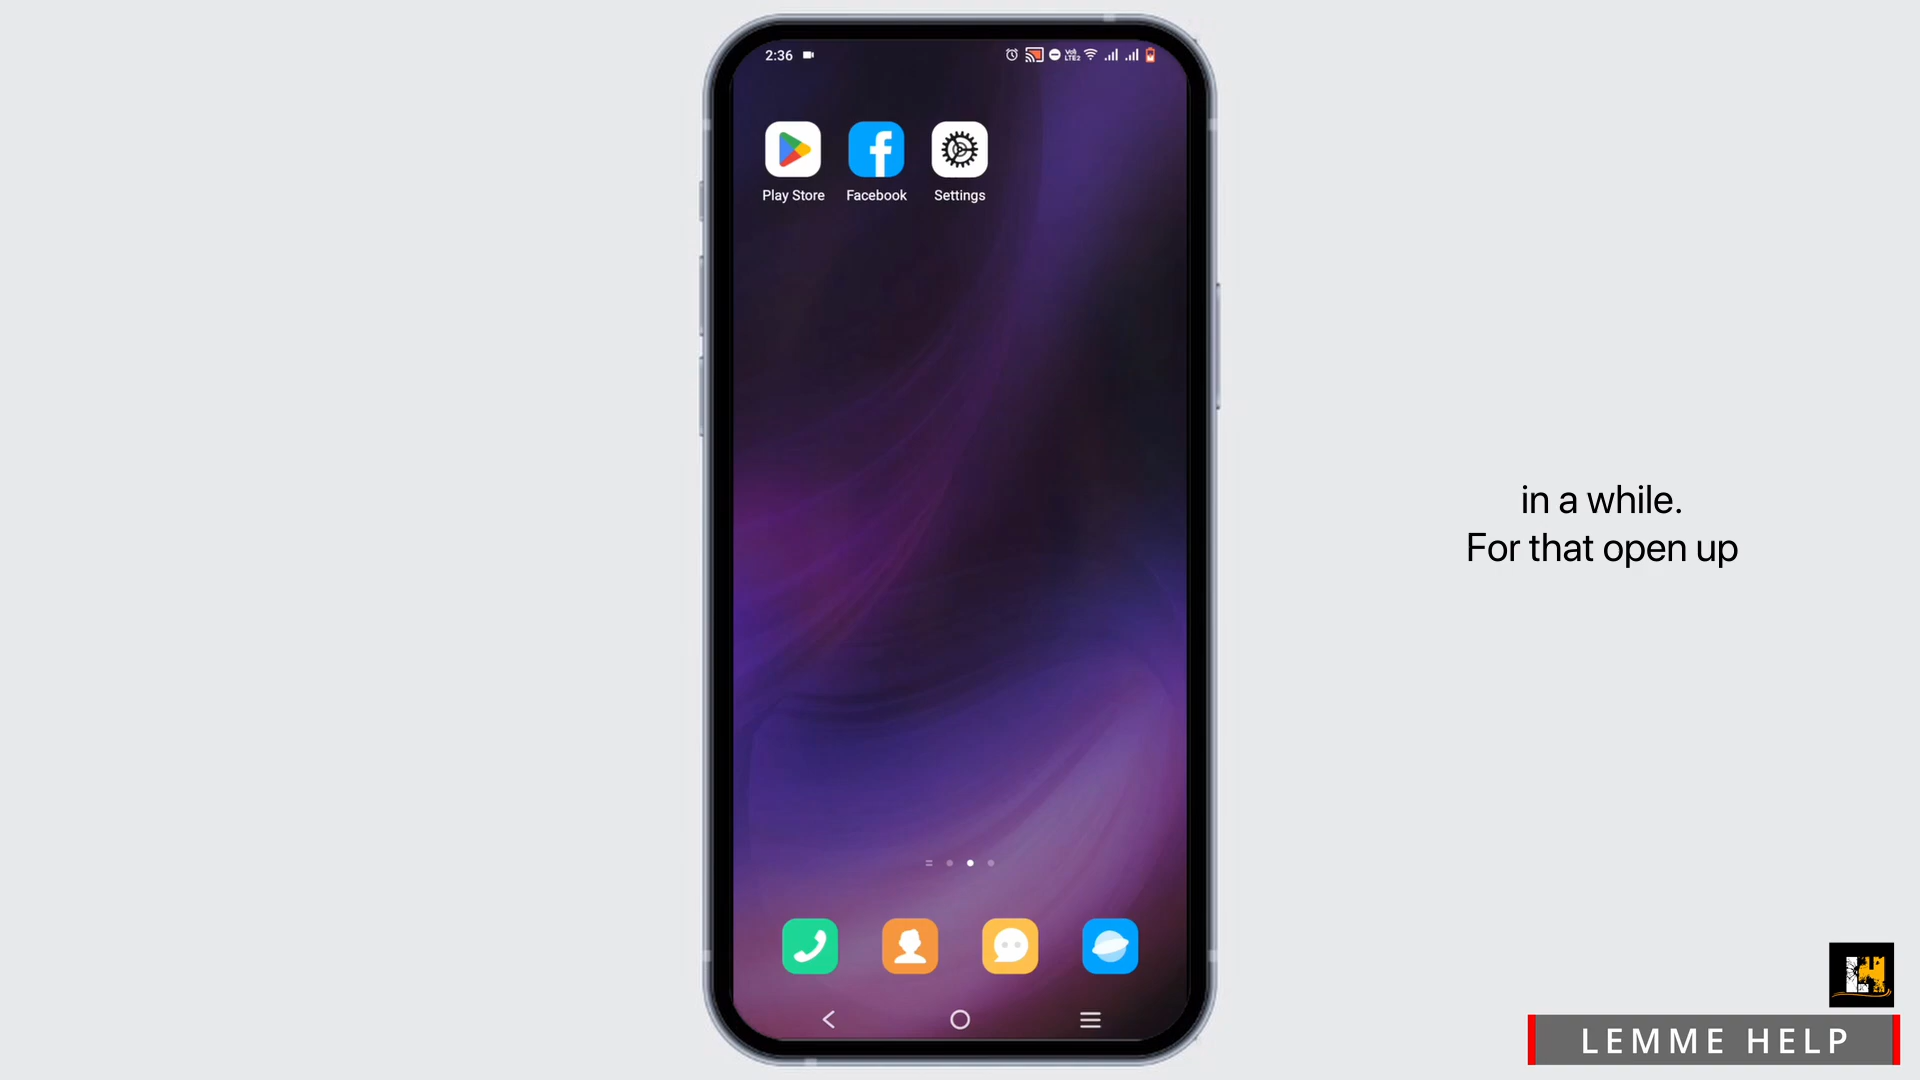 2:36
Play Store
Facebook
Settings
in a while.
For that open up
LEMME HELP